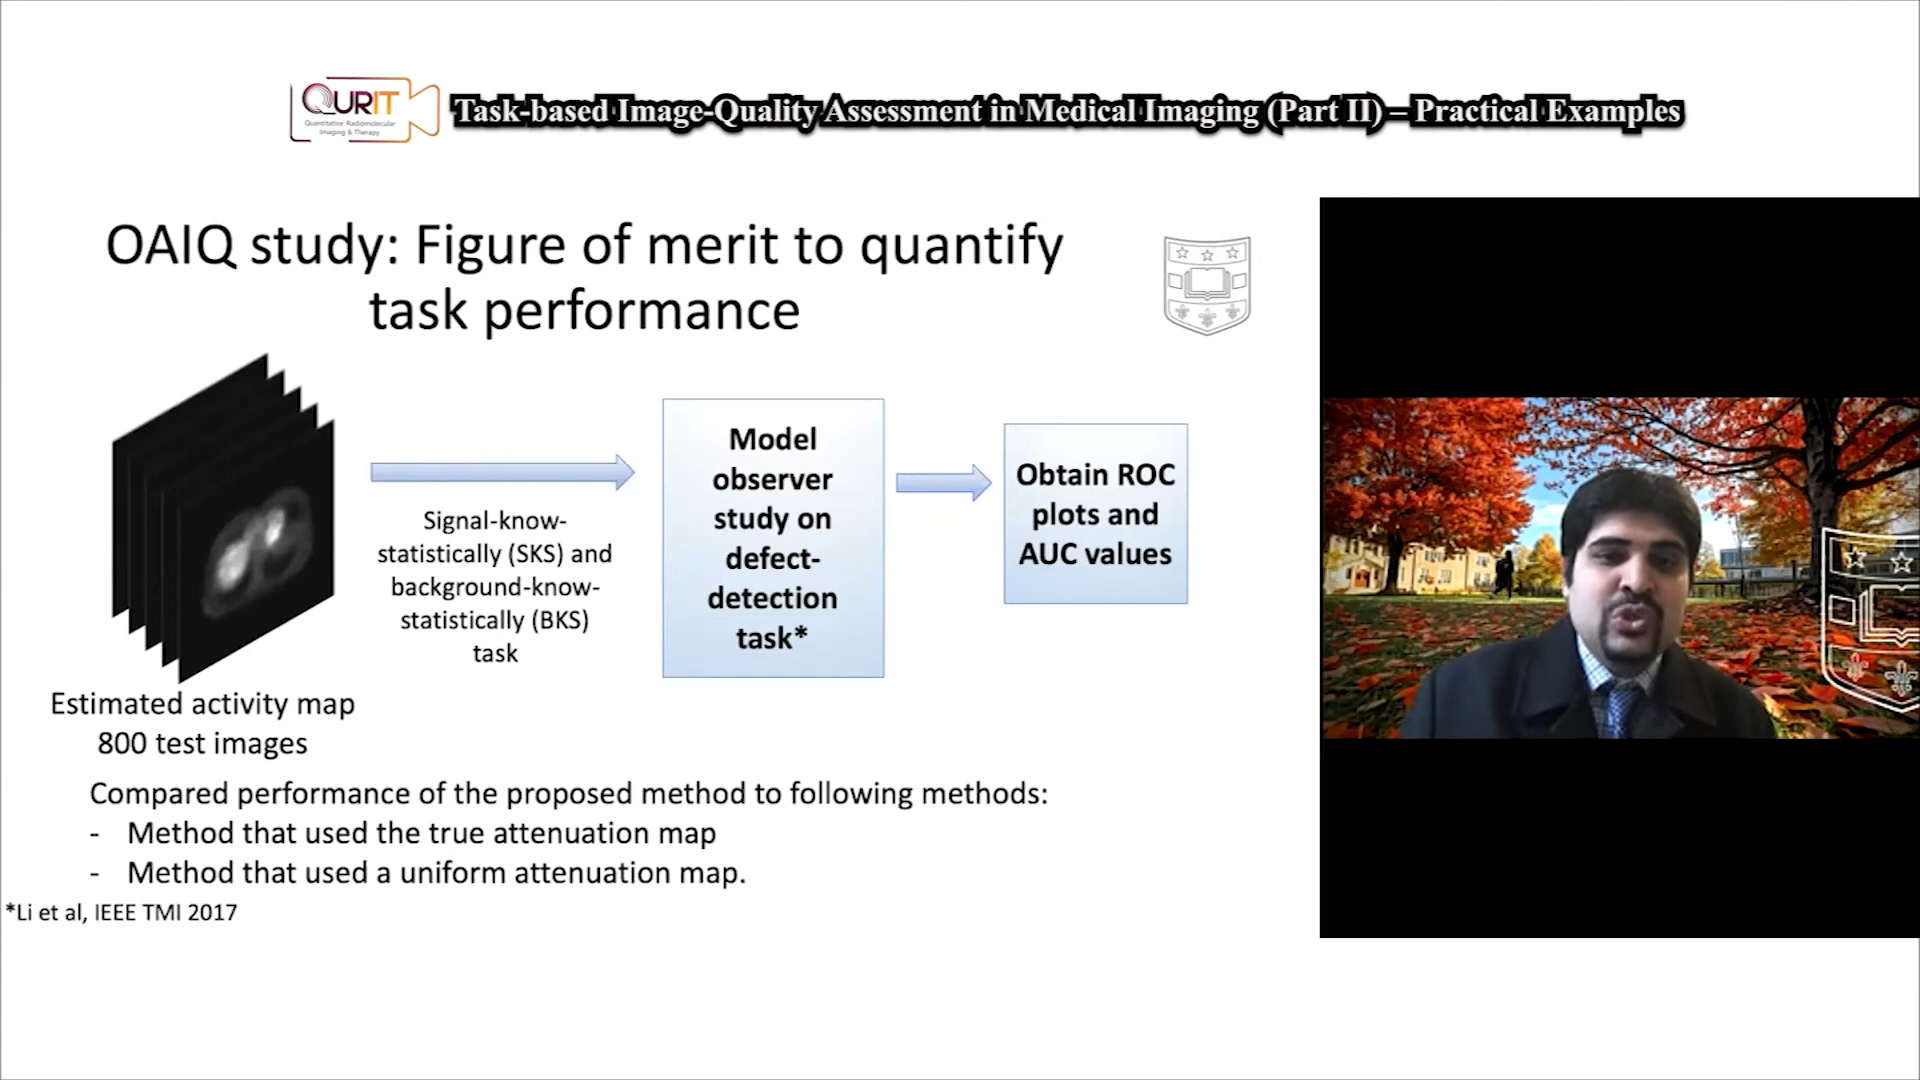 QURIT
Quantitative Radiomolecular
Imaging & Therapy
Task-based Image-Quality Assessment in Medical Imaging (Part II) – Practical Examples
OAIQ study: Figure of merit to quantify
task performance
Signal-know-
statistically (SKS) and
background-know-
statistically (BKS)
task
Model
observer
study on
defect-
detection
task*
Obtain ROC
plots and
AUC values
Estimated activity map
800 test images
Compared performance of the proposed method to following methods:
- Method that used the true attenuation map
- Method that used a uniform attenuation map.
*Li et al, IEEE TMI 2017